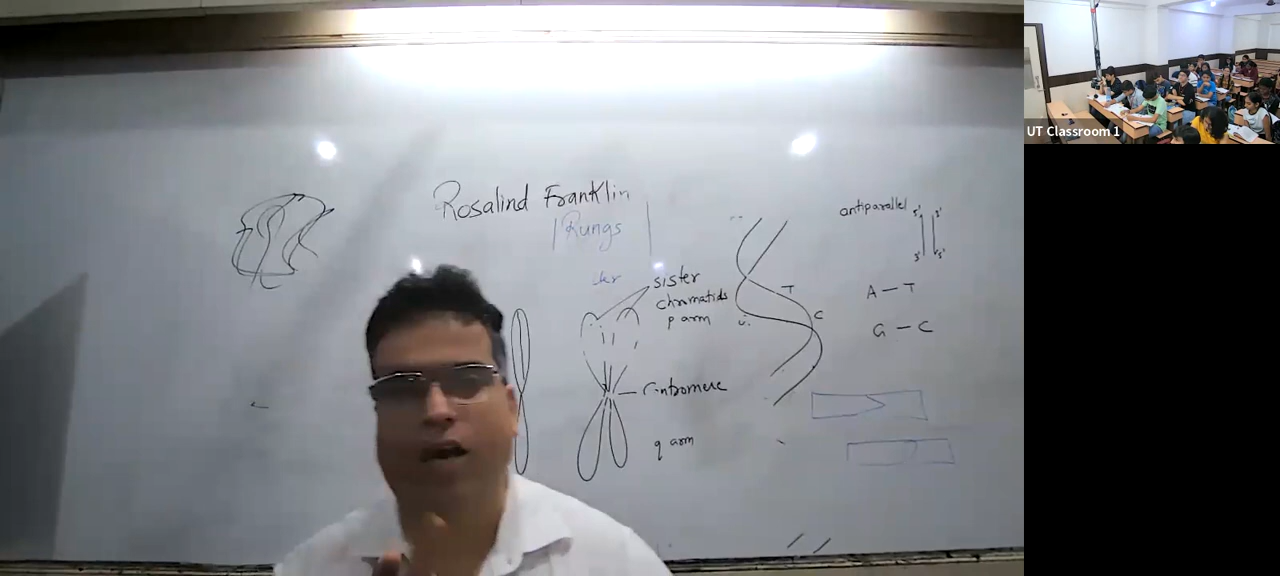 Rosalind Franklin
Rungs
sister
chromatids
p arm
centromere
q arm
T
C
antiparallel
5' 3'
3' 5'
A – T
G – C
UT Classroom 1